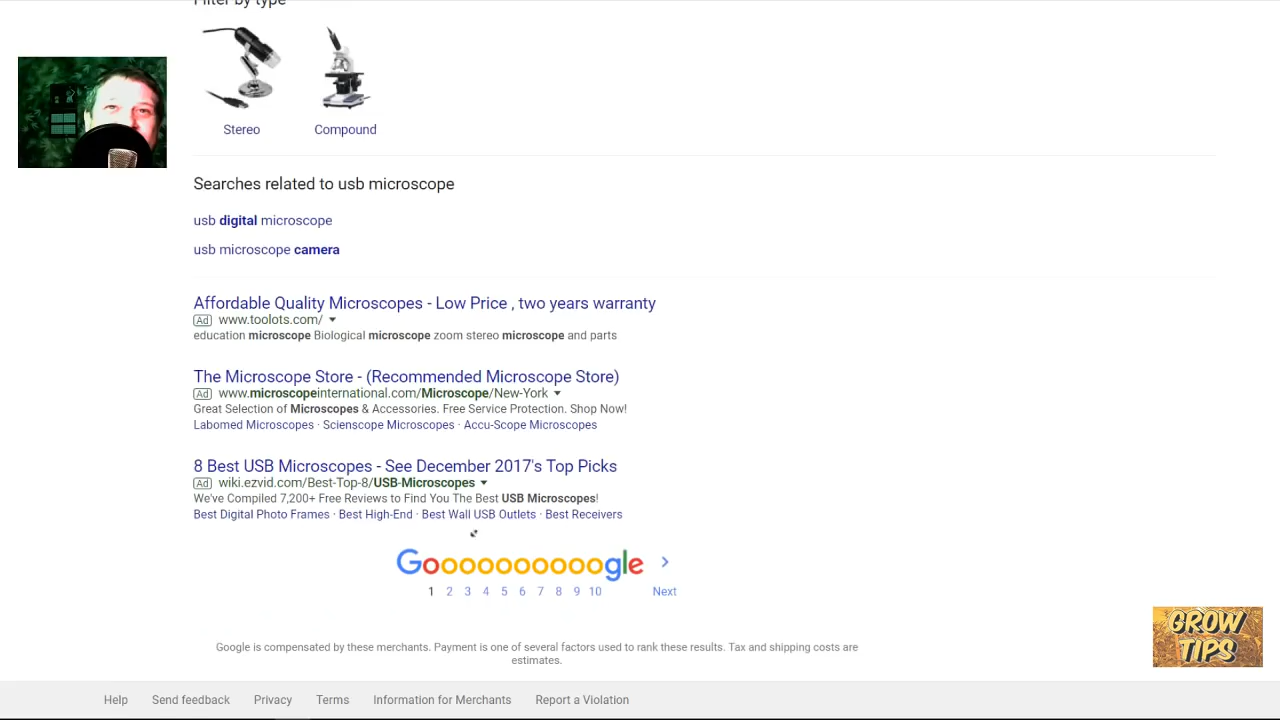 Filter by type
Stereo
Compound
Searches related to usb microscope
usb digital microscope
usb microscope camera
Affordable Quality Microscopes - Low Price , two years warranty
Ad www.toolots.com/
education microscope Biological microscope zoom stereo microscope and parts
The Microscope Store - (Recommended Microscope Store)
Ad www.microscopeinternational.com/Microscope/New-York
Great Selection of Microscopes & Accessories. Free Service Protection. Shop Now!
Labomed Microscopes · Scienscope Microscopes · Accu-Scope Microscopes
8 Best USB Microscopes - See December 2017's Top Picks
Ad wiki.ezvid.com/Best-Top-8/USB-Microscopes
We've Compiled 7,200+ Free Reviews to Find You The Best USB Microscopes!
Best Digital Photo Frames · Best High-End · Best Wall USB Outlets · Best Receivers
Goooooooooogle
1 2 3 4 5 6 7 8 9 10 Next
GROW
TIPS
Google is compensated by these merchants. Payment is one of several factors used to rank these results. Tax and shipping costs are
estimates.
Help Send feedback Privacy Terms Information for Merchants Report a Violation